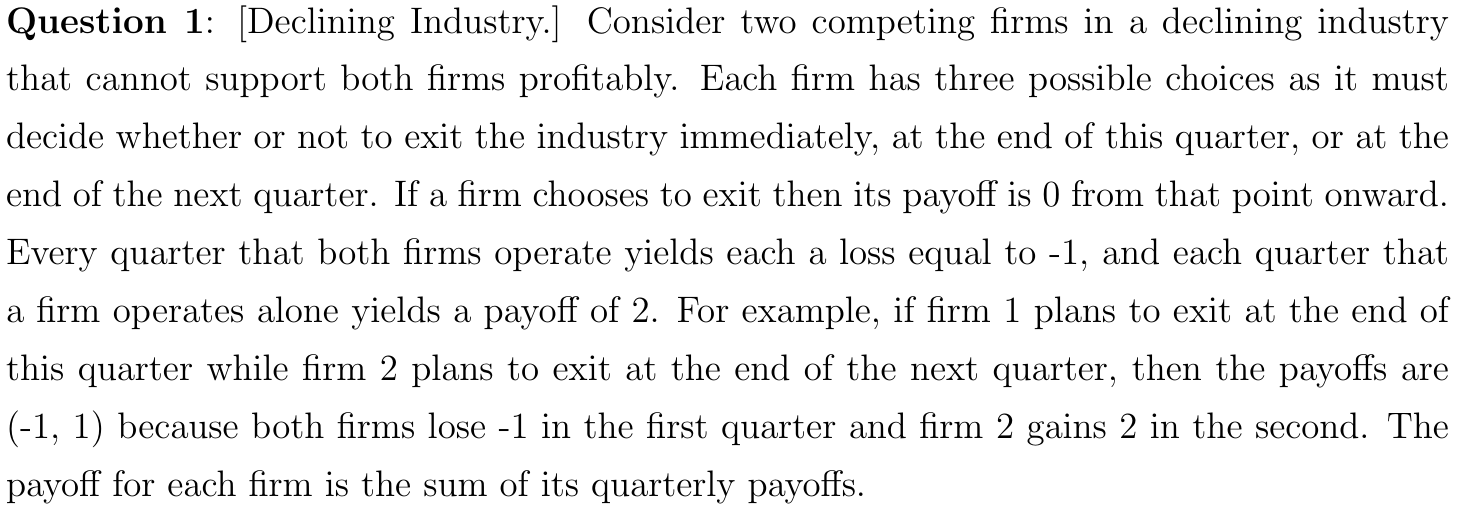 Question 1: [Declining Industry.] Consider two competing firms in a declining industry
that cannot support both firms profitably. Each firm has three possible choices as it must
decide whether or not to exit the industry immediately, at the end of this quarter, or at the
end of the next quarter. If a firm chooses to exit then its payoff is 0 from that point onward.
Every quarter that both firms operate yields each a loss equal to -1, and each quarter that
a firm operates alone yields a payoff of 2. For example, if firm 1 plans to exit at the end of
this quarter while firm 2 plans to exit at the end of the next quarter, then the payoffs are
(-1, 1) because both firms lose -1 in the first quarter and firm 2 gains 2 in the second. The
payoff for each firm is the sum of its quarterly payoffs.